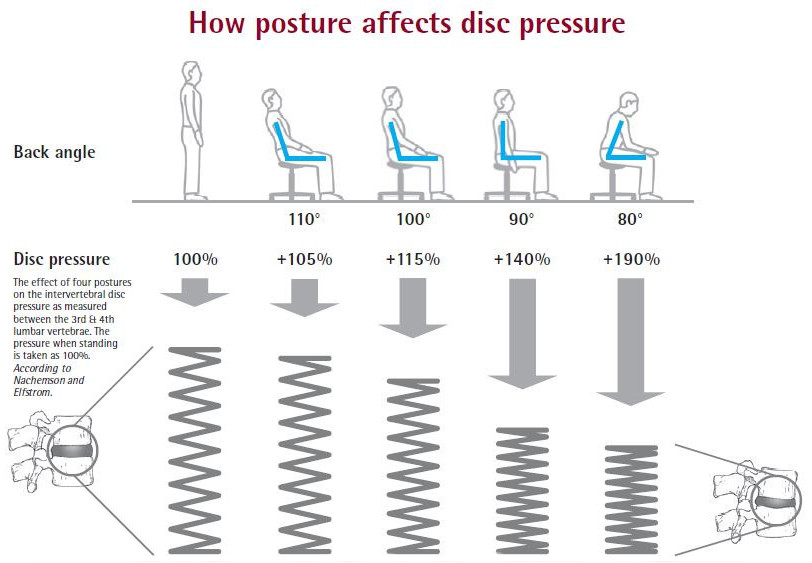 How posture affects disc pressure
Back angle
110°
100°
90°
80°
Disc pressure
100%
+105%
+115%
+140%
+190%
The effect of four postures
on the intervertebral disc
pressure as measured
between the 3rd & 4th
lumbar vertebrae. The
pressure when standing
is taken as 100%.
According to
Nachemson and
Elfstrom.